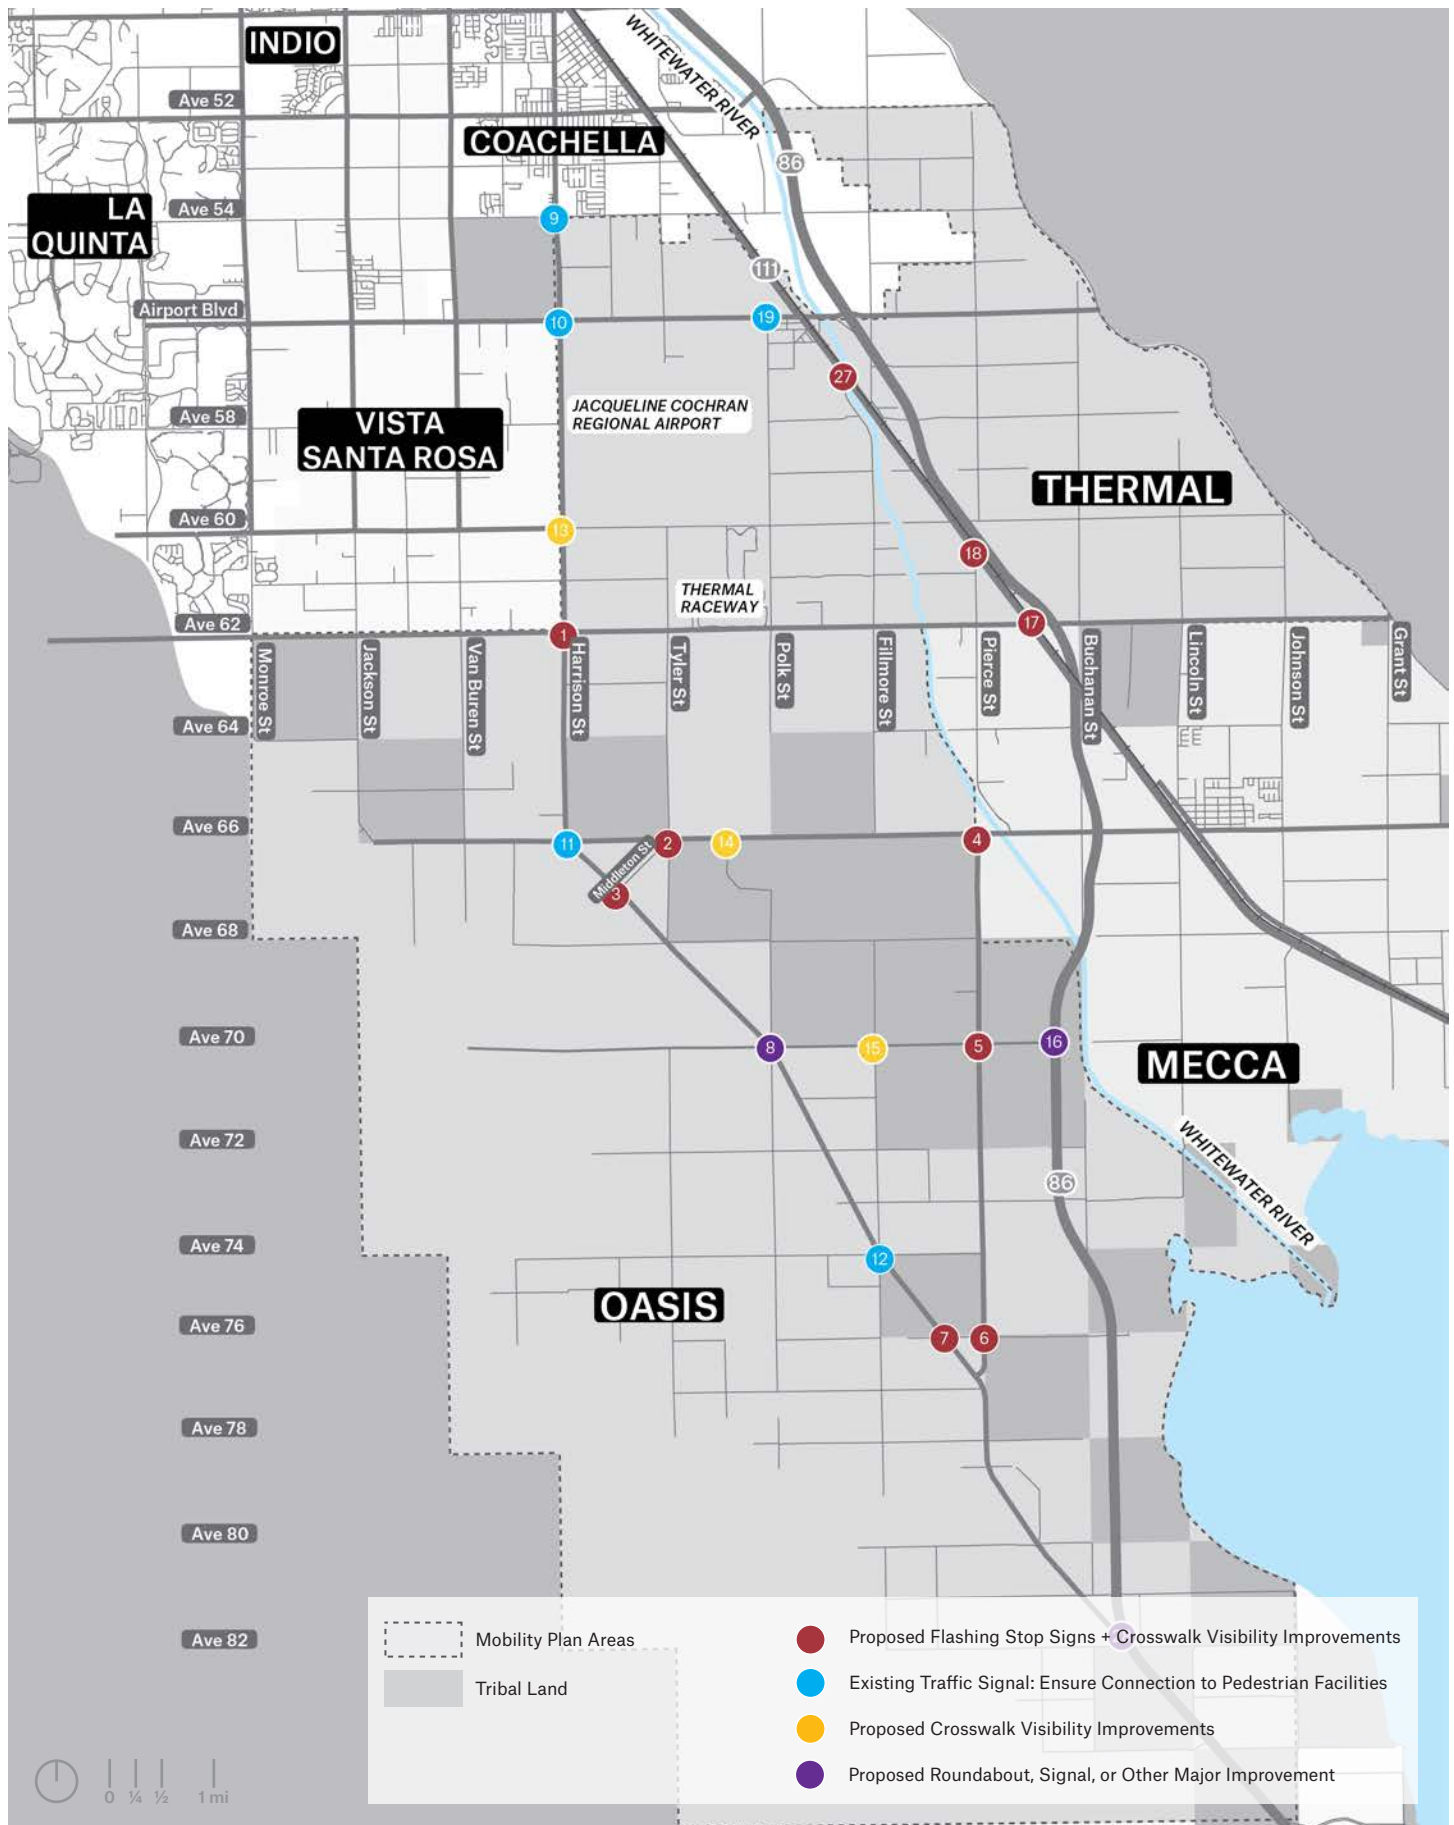 INDIO
WHITEWATER RIVER
Ave 52
COACHELLA
86
LA
QUINTA
Ave 54
9
111
Airport Blvd
10
19
27
JACQUELINE COCHRAN
REGIONAL AIRPORT
Ave 58
VISTA
SANTA ROSA
THERMAL
Ave 60
13
18
THERMAL
RACEWAY
Ave 62
1
17
Monroe St
Jackson St
Van Buren St
Harrison St
Tyler St
Polk St
Fillmore St
Pierce St
Buchanan St
Lincoln St
Johnson St
Grant St
Ave 64
Ave 66
11
Middleton St
2
14
4
3
Ave 68
Ave 70
8
15
5
16
MECCA
Ave 72
WHITEWATER RIVER
86
Ave 74
12
OASIS
Ave 76
7
6
Ave 78
Ave 80
Ave 82
Mobility Plan Areas
Tribal Land
Proposed Flashing Stop Signs + Crosswalk Visibility Improvements
Existing Traffic Signal: Ensure Connection to Pedestrian Facilities
Proposed Crosswalk Visibility Improvements
Proposed Roundabout, Signal, or Other Major Improvement
0 ¼ ½ 1 mi